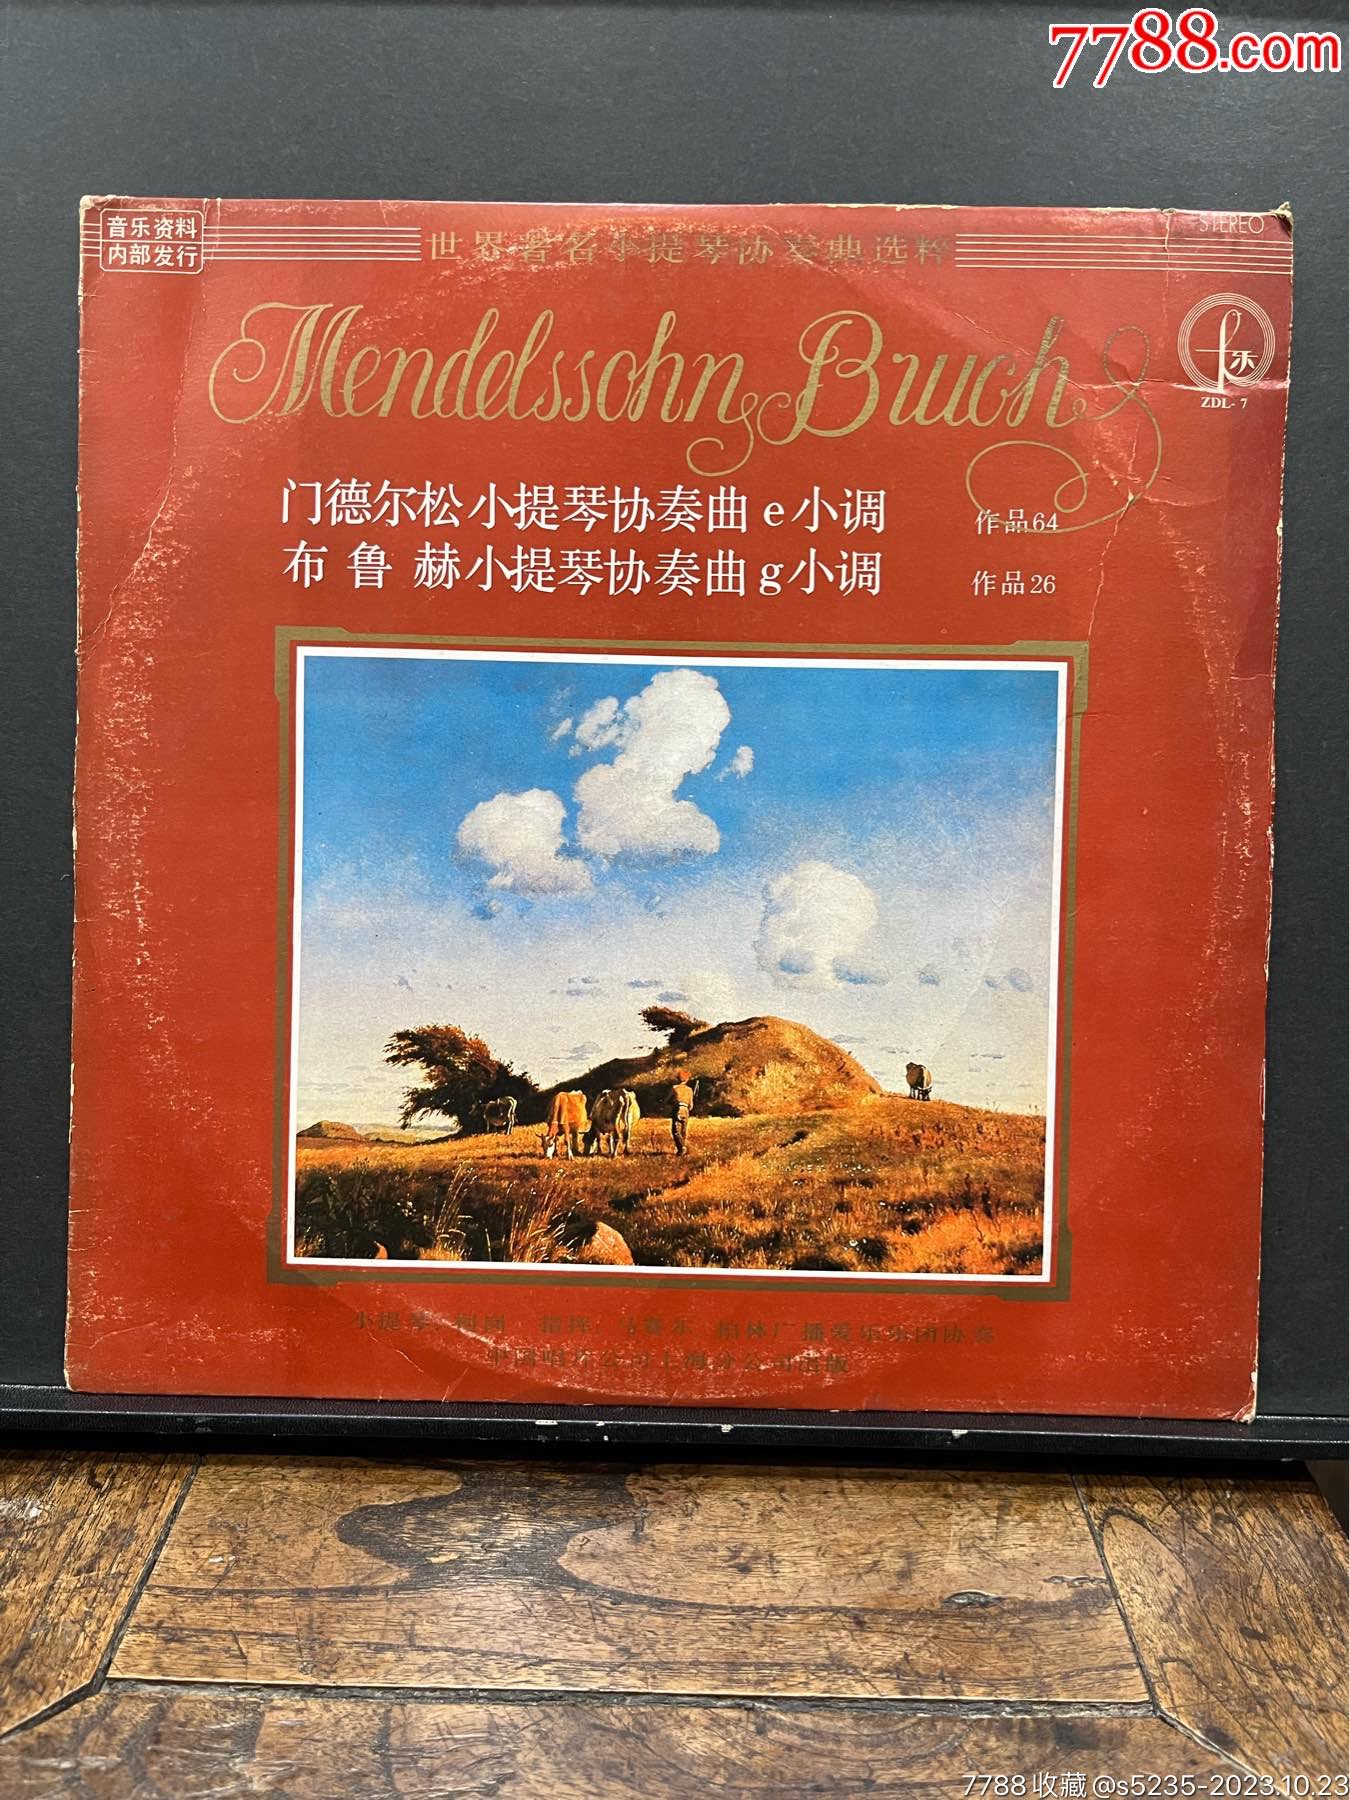 7788.com
音乐资料
内部发行
世界著名小提琴协奏曲选粹
STEREO
Mendelssohn, Bruch
乐
ZDL-7
门德尔松小提琴协奏曲e小调 作品64
布鲁赫小提琴协奏曲g小调 作品26
小提琴: 指挥: 柏林广播爱乐乐团协奏
中国唱片公司上海分公司出版
7788收藏@s5235-2023.10.23